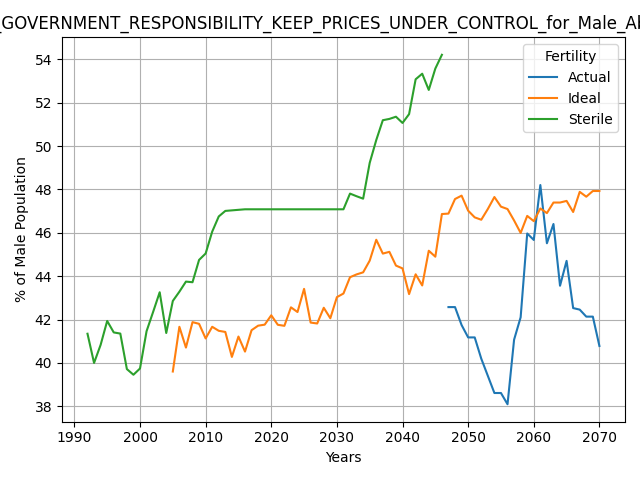 _GOVERNMENT_RESPONSIBILITY_KEEP_PRICES_UNDER_CONTROL_for_Male_
Fertility
Actual
Ideal
Sterile
% of Male Population
54
52
50
48
46
44
42
40
38
1990
2000
2010
2020
2030
2040
2050
2060
2070
Years